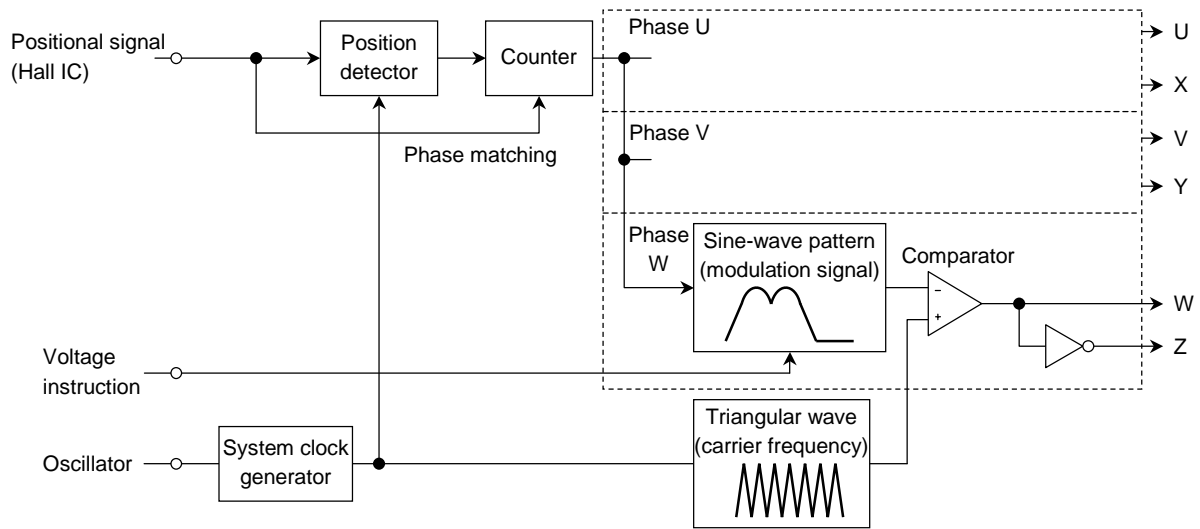 Positional signal
(Hall IC)
Position
detector
Counter
Phase matching
Phase U
U
X
Phase V
V
Y
Phase
W
Sine-wave pattern
(modulation signal)
Comparator
−
+
W
Z
Voltage
instruction
Oscillator
System clock
generator
Triangular wave
(carrier frequency)